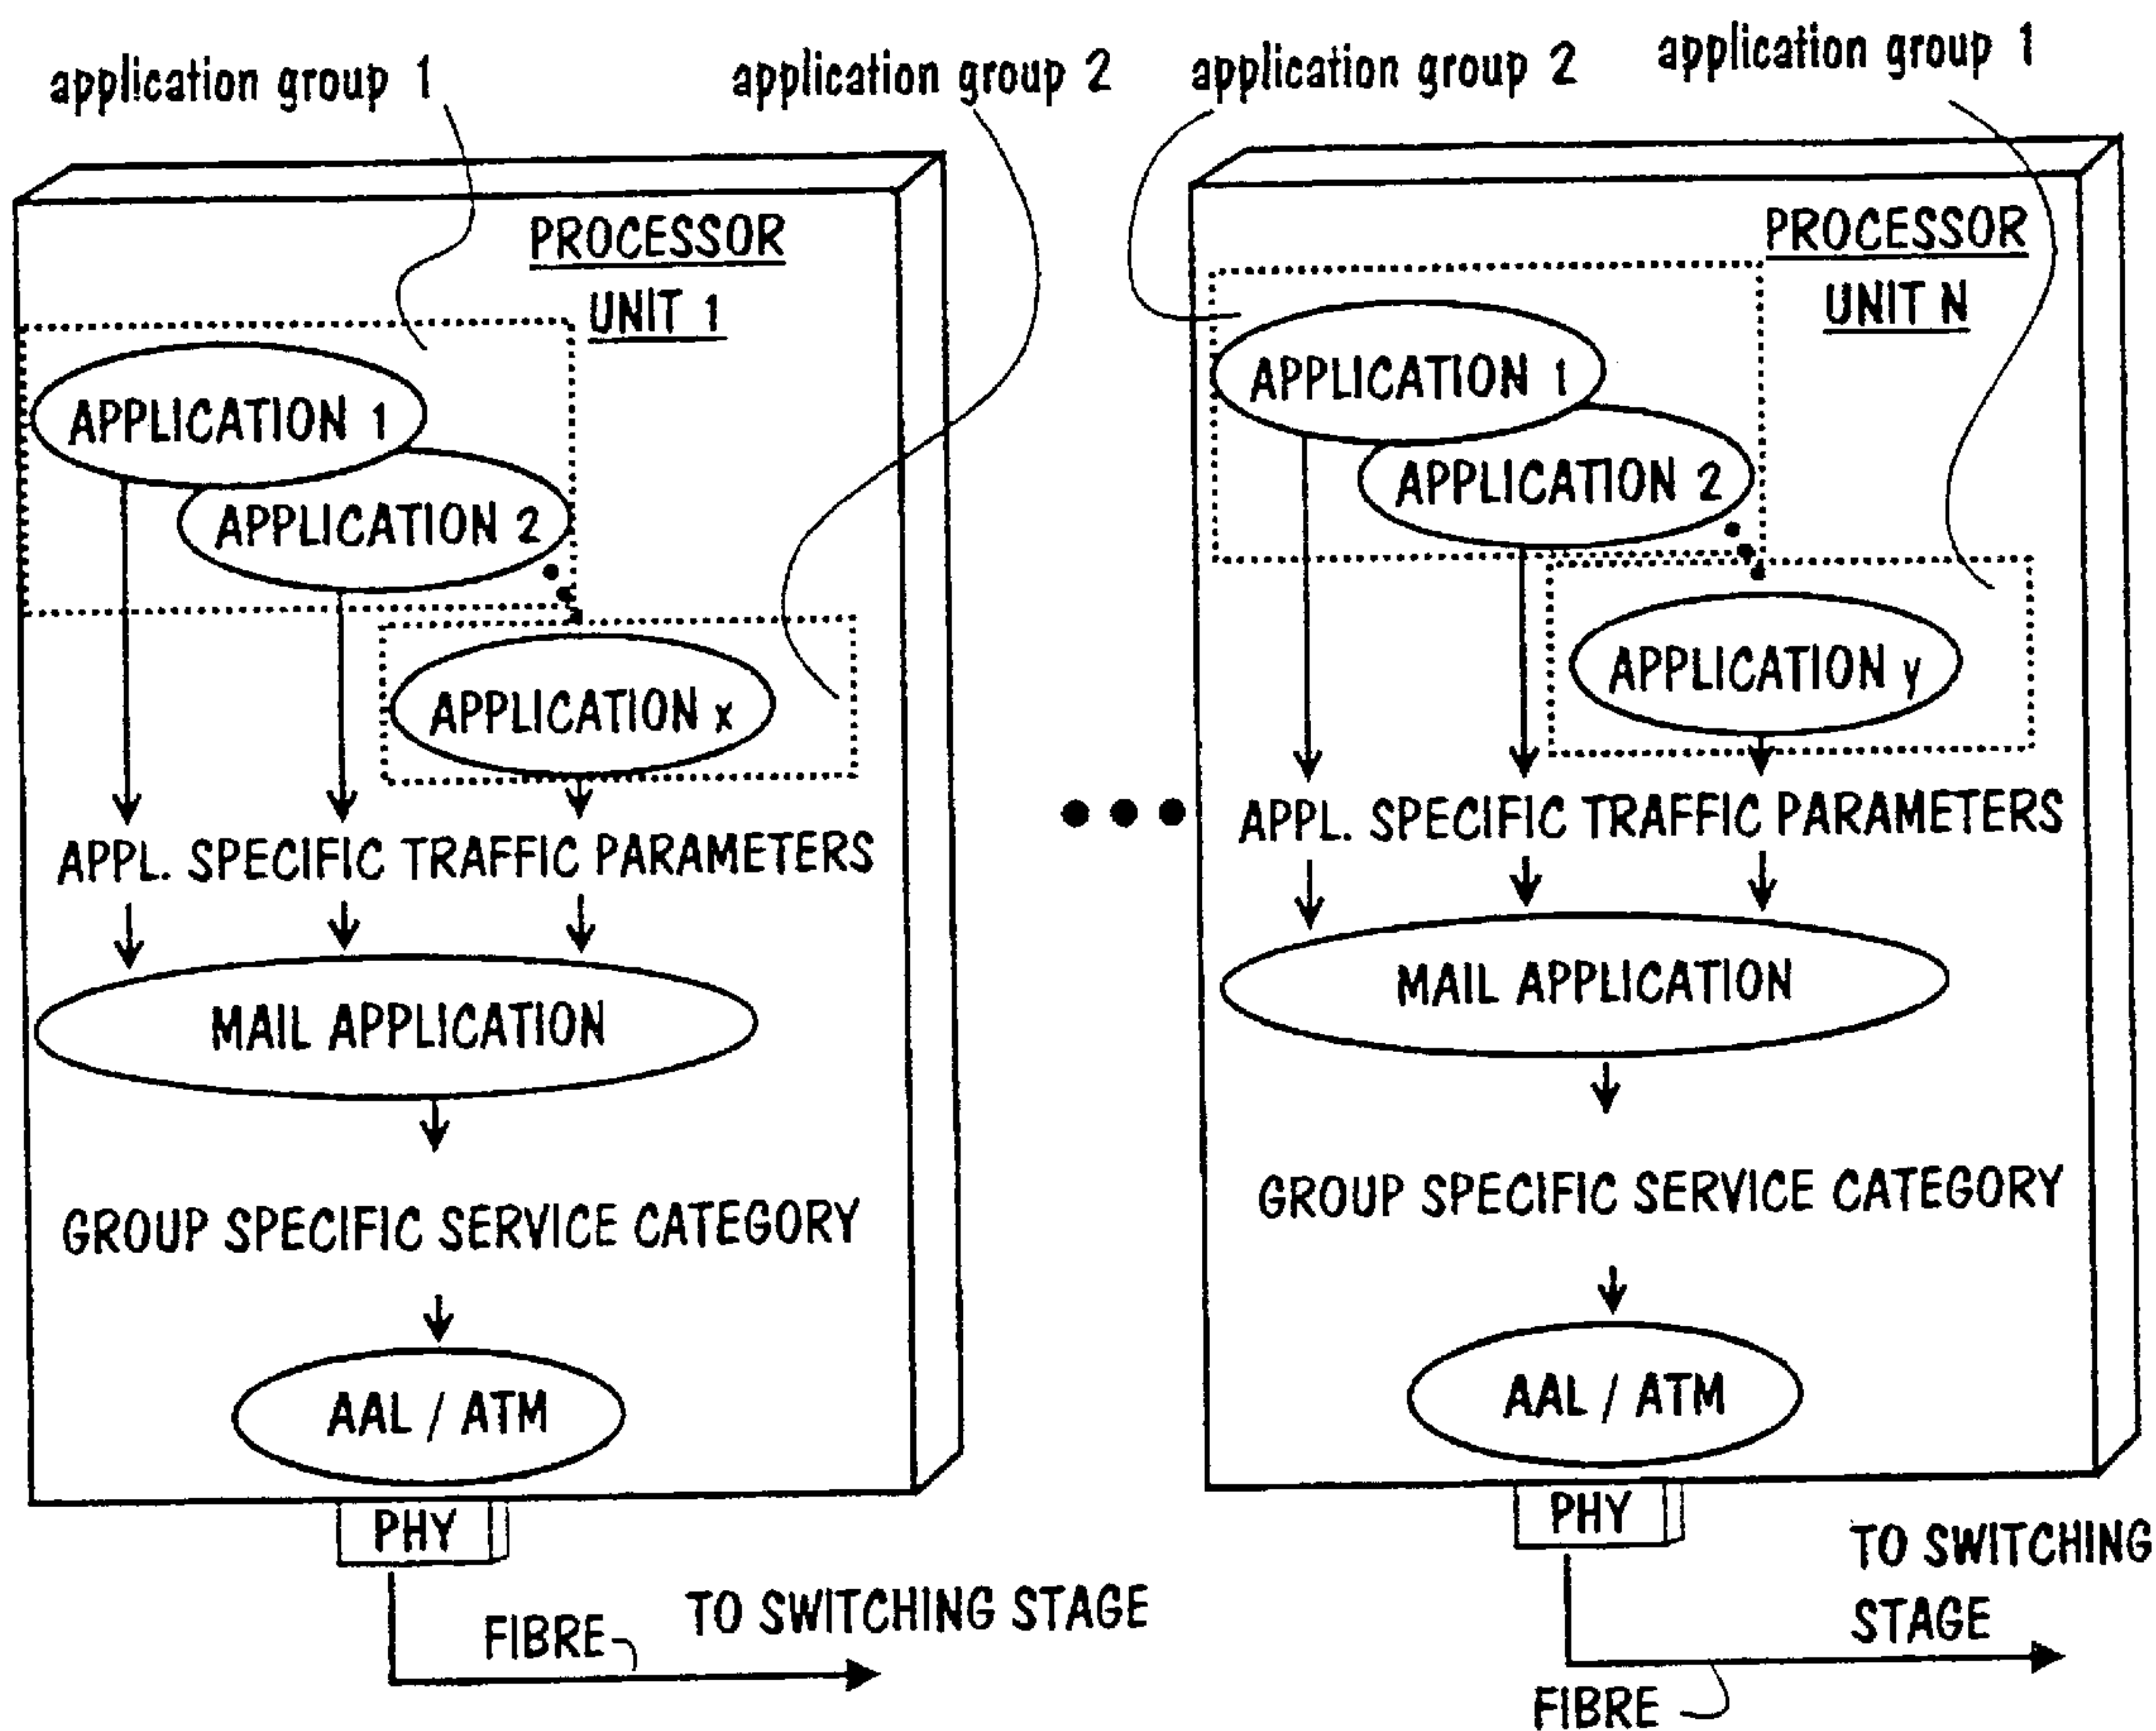 application group 1
application group 2
application group 2
application group 1
PROCESSOR
UNIT 1
APPLICATION 1
APPLICATION 2
APPLICATION x
APPL. SPECIFIC TRAFFIC PARAMETERS
MAIL APPLICATION
GROUP SPECIFIC SERVICE CATEGORY
AAL / ATM
PHY
FIBRE
TO SWITCHING STAGE
PROCESSOR
UNIT N
APPLICATION 1
APPLICATION 2
APPLICATION y
APPL. SPECIFIC TRAFFIC PARAMETERS
MAIL APPLICATION
GROUP SPECIFIC SERVICE CATEGORY
AAL / ATM
PHY
TO SWITCHING
STAGE
FIBRE